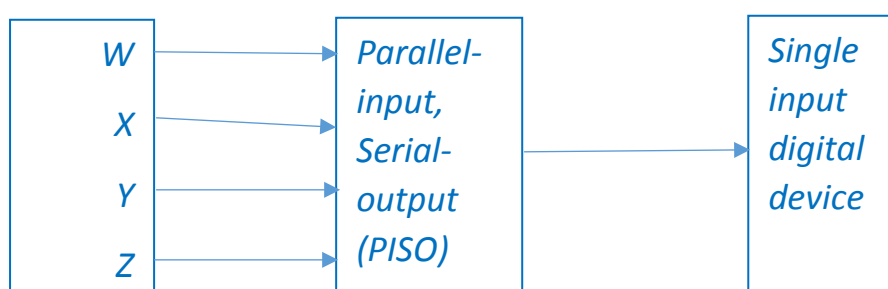 W
X
Y
Z
Parallel-
input,
Serial-
output
(PISO)
Single
input
digital
device